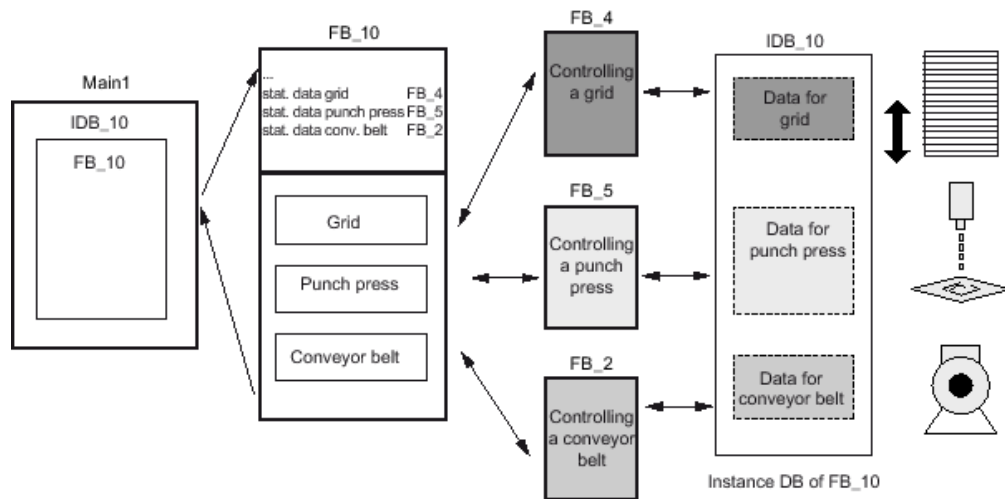 Main1
IDB_10
FB_10
FB_10
...
stat. data grid FB_4
stat. data punch press FB_5
stat. data conv. belt FB_2
Grid
Punch press
Conveyor belt
FB_4
Controlling
a grid
FB_5
Controlling
a punch
press
FB_2
Controlling
a conveyor
belt
IDB_10
Data for
grid
Data for
punch press
Data for
conveyor belt
Instance DB of FB_10